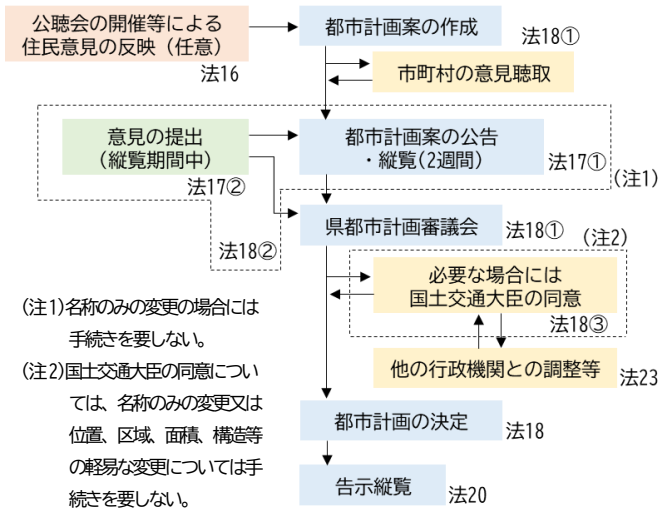 公聴会の開催等による
住民意見の反映（任意）
法16
都市計画案の作成
法18①
市町村の意見聴取
意見の提出
（縦覧期間中）
法17②
都市計画案の公告
・縦覧(2週間)
法17①
（注1）
法18②
県都市計画審議会
法18①
（注2）
必要な場合には
国土交通大臣の同意
法18③
他の行政機関との調整等
法23
都市計画の決定
法18
告示縦覧
法20
（注1）名称のみの変更の場合には
手続きを要しない。
（注2）国土交通大臣の同意につい
ては、名称のみの変更又は
位置、区域、面積、構造等
の軽易な変更については手
続きを要しない。